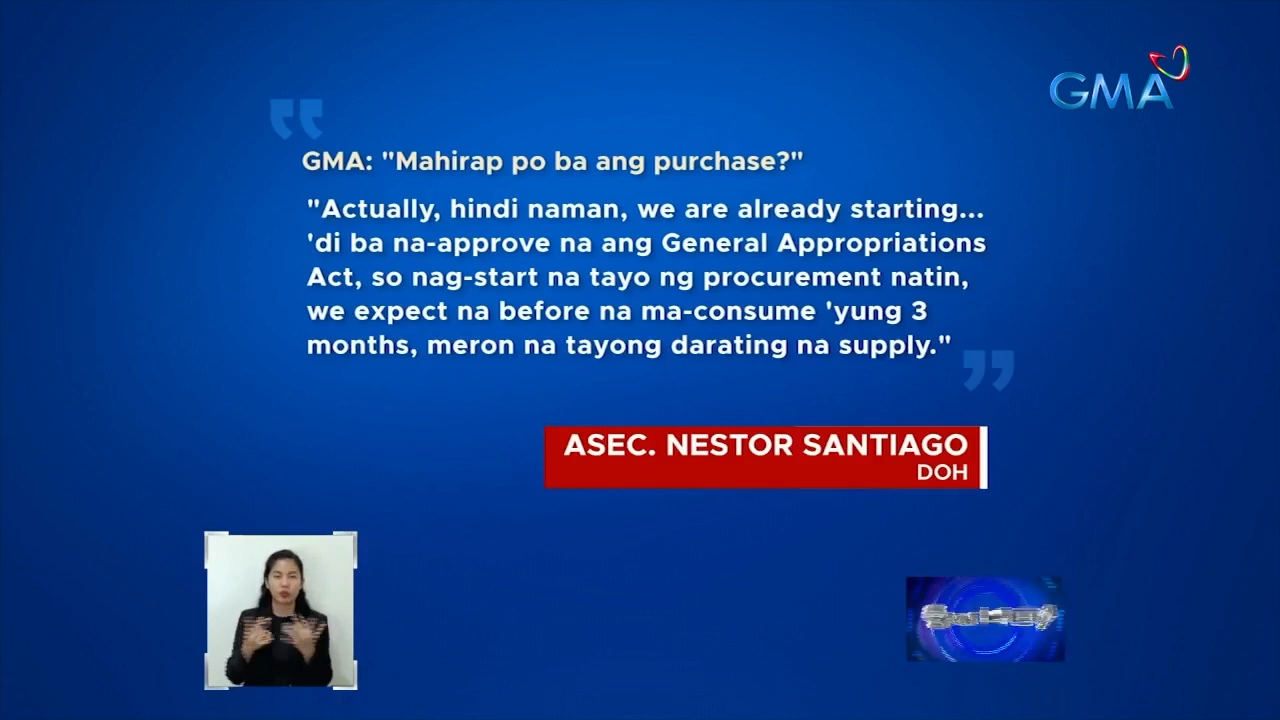 GMA
GMA: "Mahirap po ba ang purchase?"
"Actually, hindi naman, we are already starting...
'di ba na-approve na ang General Appropriations
Act, so nag-start na tayo ng procurement natin,
we expect na before na ma-consume 'yung 3
months, meron na tayong darating na supply."
ASEC. NESTOR SANTIAGO
DOH